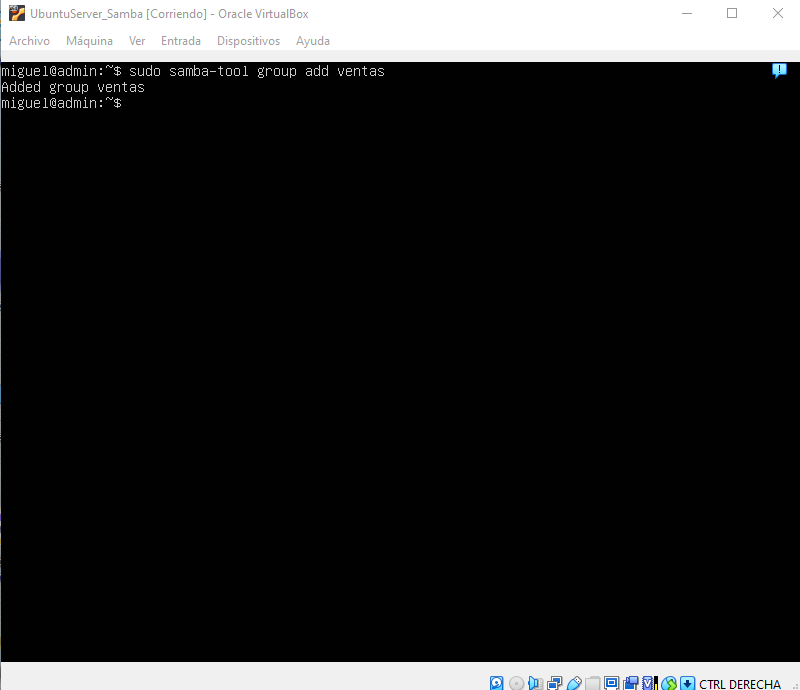 UbuntuServer_Samba [Corriendo] - Oracle VirtualBox
Archivo Máquina Ver Entrada Dispositivos Ayuda
miguel@admin:~$ sudo samba-tool group add ventas
Added group ventas
miguel@admin:~$
CTRL DERECHA